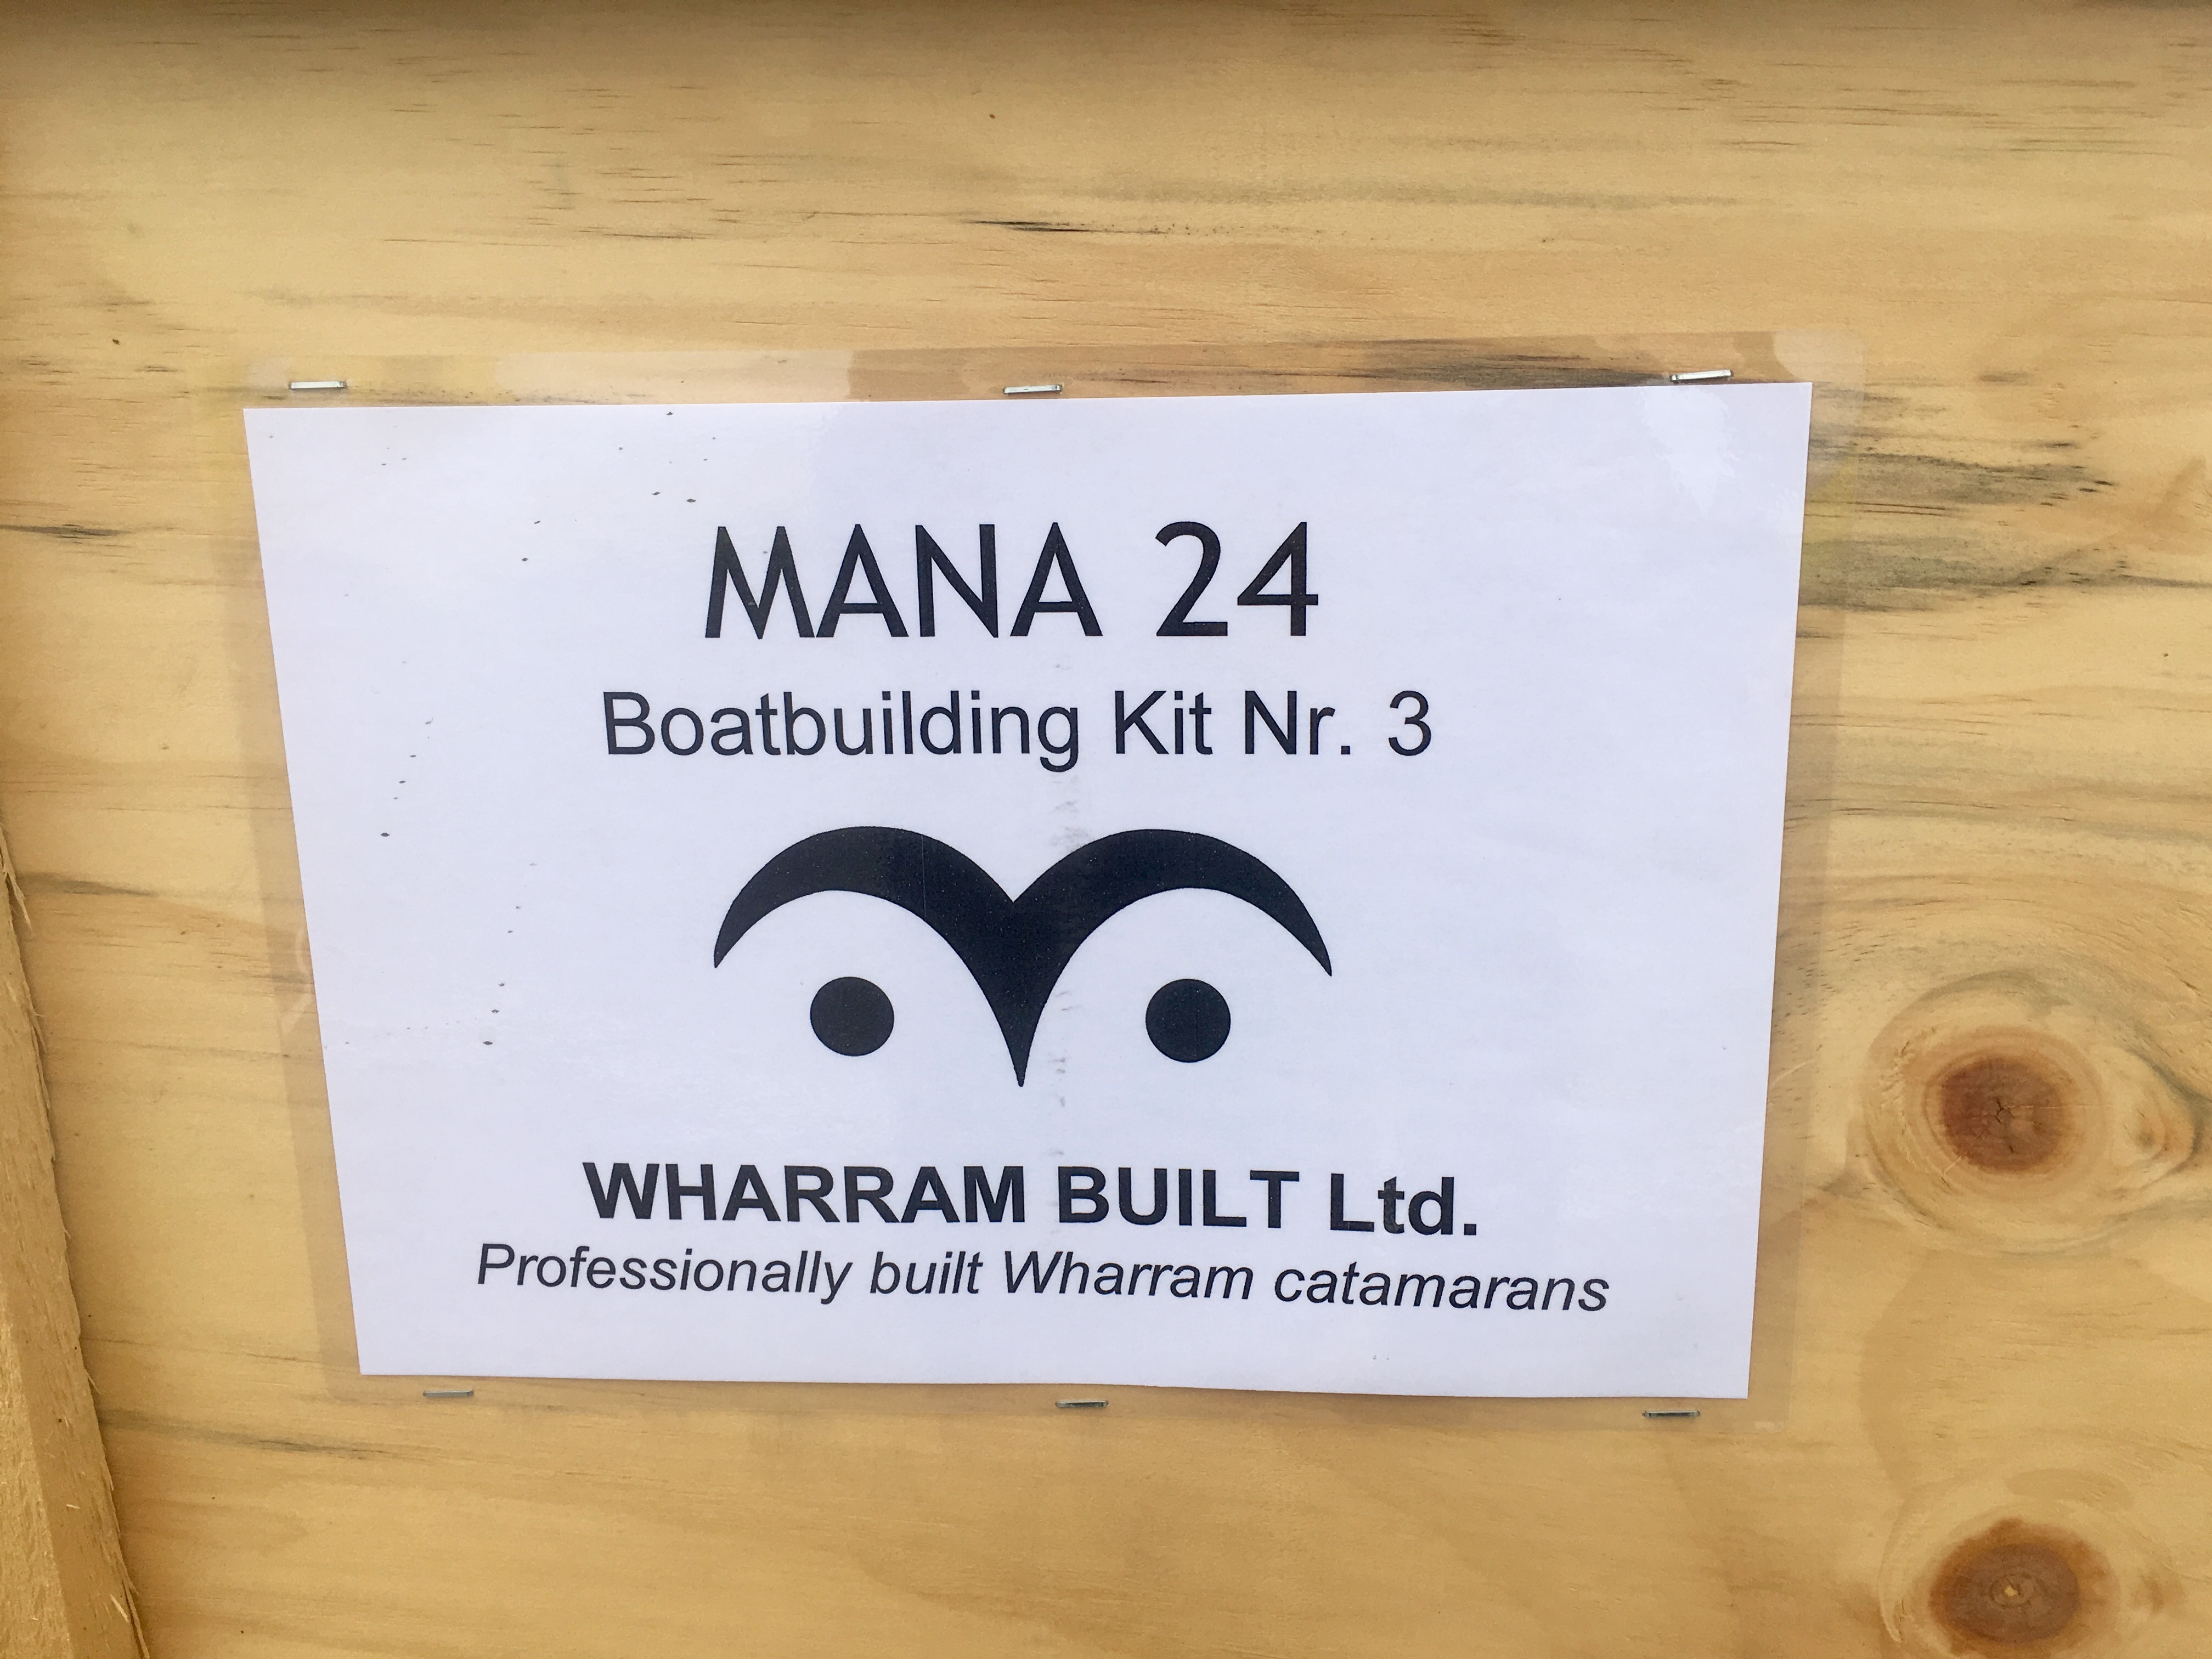 MANA 24
Boatbuilding Kit Nr. 3
WHARRAM BUILT Ltd.
Professionally built Wharram catamarans